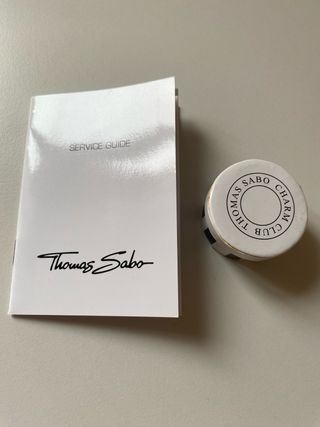 SERVICE GUIDE
Thomas Sabo
THOMAS SABO CHARM CLUB